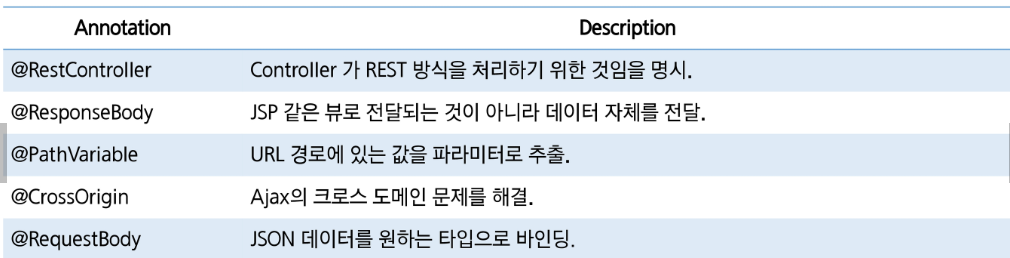 Annotation Description
@RestController Controller 가 REST 방식을 처리하기 위한 것임을 명시.
@ResponseBody JSP 같은 뷰로 전달되는 것이 아니라 데이터 자체를 전달.
@PathVariable URL 경로에 있는 값을 파라미터로 추출.
@CrossOrigin Ajax의 크로스 도메인 문제를 해결.
@RequestBody JSON 데이터를 원하는 타입으로 바인딩.